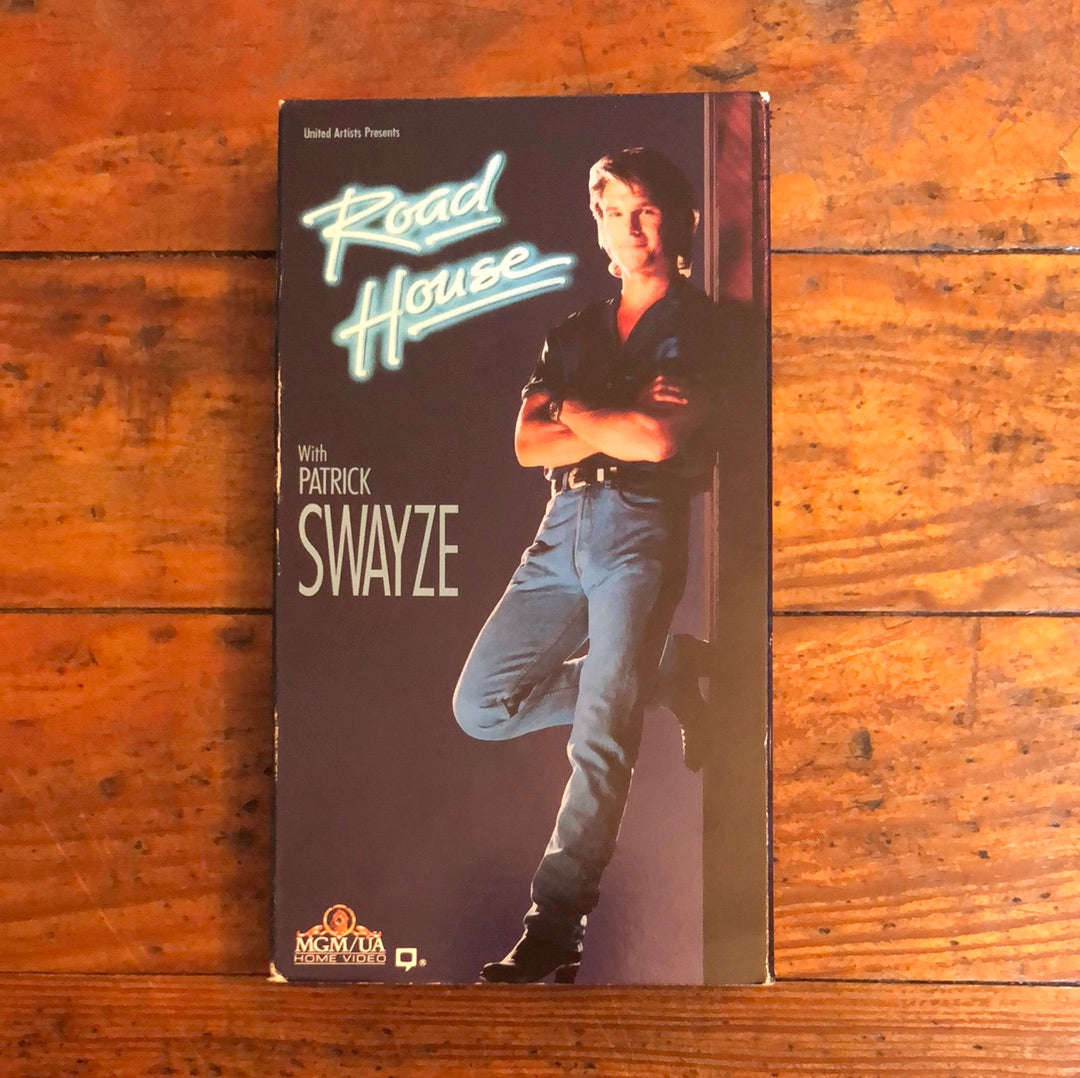 United Artists Presents
Road
House
With
PATRICK
SWAYZE
MGM/UA
HOME VIDEO
®